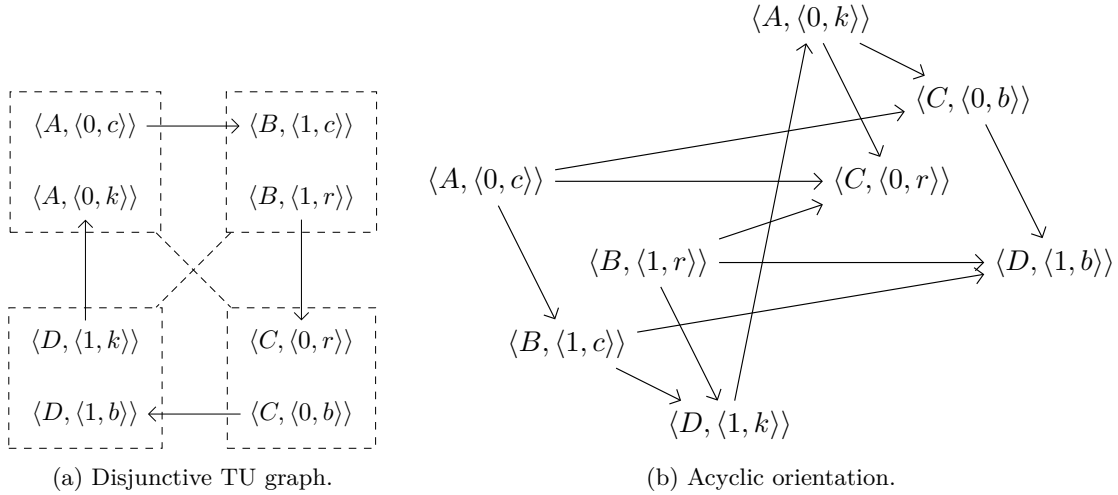 ⟨A, ⟨0, c⟩⟩ ⟨B, ⟨1, c⟩⟩
⟨A, ⟨0, k⟩⟩ ⟨B, ⟨1, r⟩⟩
⟨D, ⟨1, k⟩⟩ ⟨C, ⟨0, r⟩⟩
⟨D, ⟨1, b⟩⟩ ⟨C, ⟨0, b⟩⟩
(a) Disjunctive TU graph.
⟨A, ⟨0, k⟩⟩
⟨C, ⟨0, b⟩⟩
⟨A, ⟨0, c⟩⟩ ⟨C, ⟨0, r⟩⟩
⟨B, ⟨1, r⟩⟩ ⟨D, ⟨1, b⟩⟩
⟨B, ⟨1, c⟩⟩
⟨D, ⟨1, k⟩⟩
(b) Acyclic orientation.